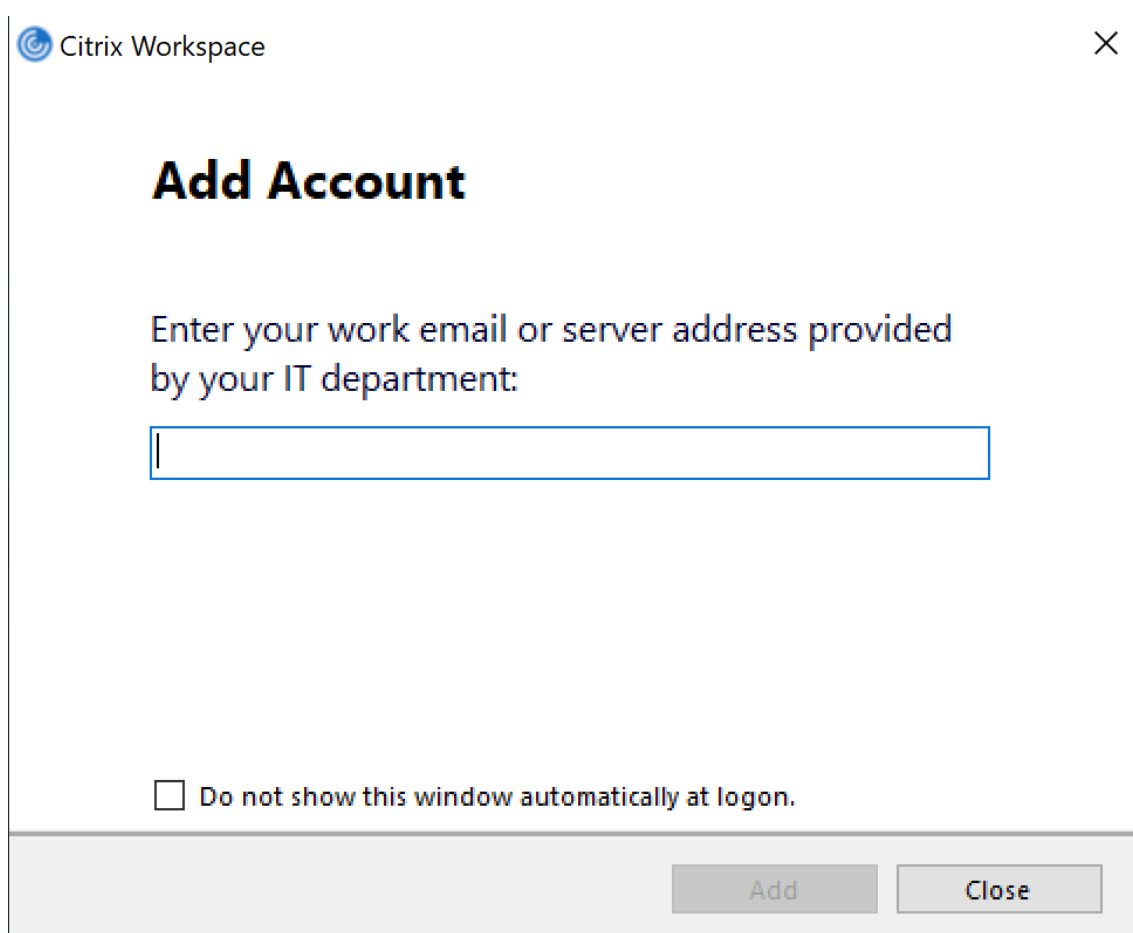 Citrix Workspace
Add Account
Enter your work email or server address provided
by your IT department:
Do not show this window automatically at logon.
Add
Close